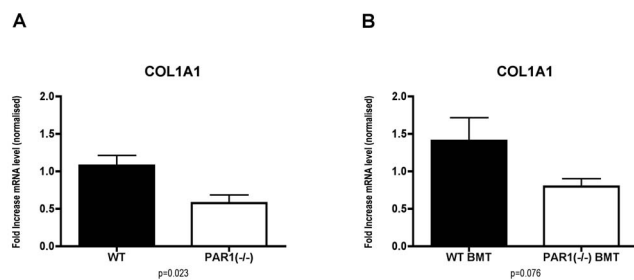 A
COL1A1
Fold Increase mRNA level (normalised)
2.0
1.5
1.0
0.5
0.0
WT PAR1(-/-)
p=0.023
B
COL1A1
Fold Increase mRNA level (normalised)
2.0
1.5
1.0
0.5
0.0
WT BMT PAR1(-/-) BMT
p=0.076